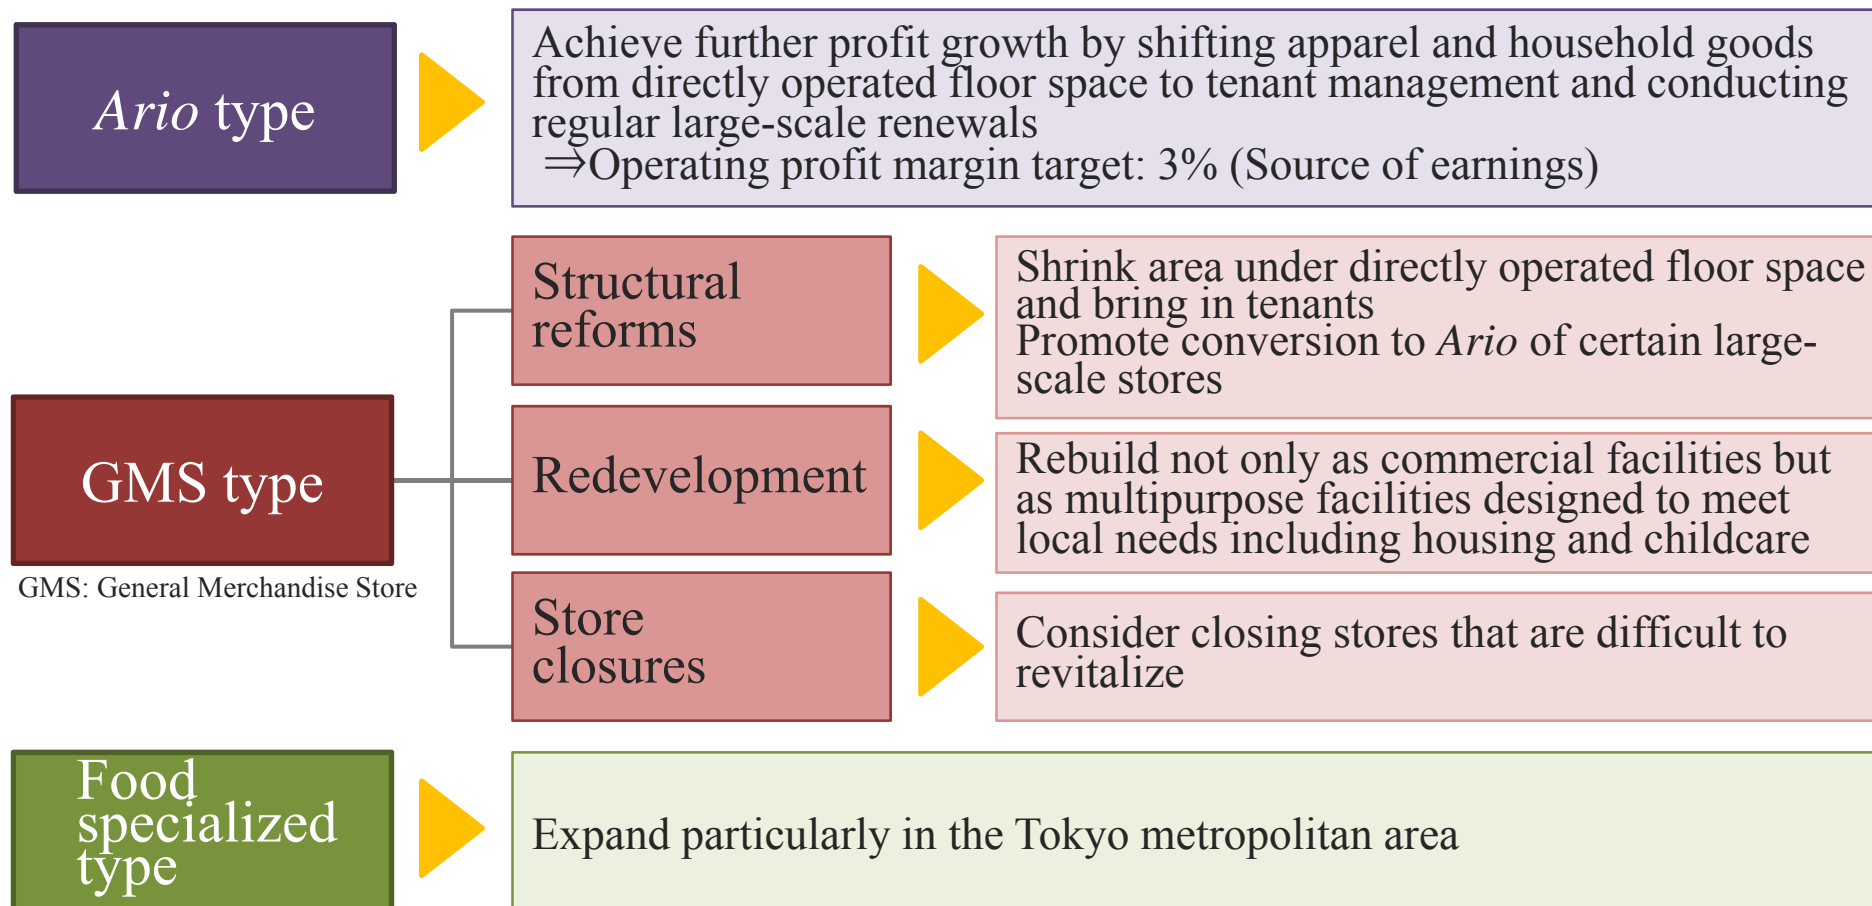 Ario type
Achieve further profit growth by shifting apparel and household goods
from directly operated floor space to tenant management and conducting
regular large-scale renewals
⇒Operating profit margin target: 3% (Source of earnings)
Structural
reforms
Shrink area under directly operated floor space
and bring in tenants
Promote conversion to Ario of certain large-
scale stores
GMS type
GMS: General Merchandise Store
Redevelopment
Rebuild not only as commercial facilities but
as multipurpose facilities designed to meet
local needs including housing and childcare
Store
closures
Consider closing stores that are difficult to
revitalize
Food
specialized
type
Expand particularly in the Tokyo metropolitan area